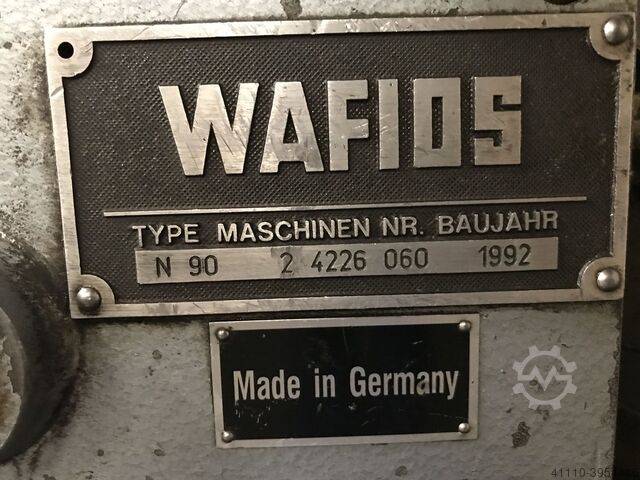 WAFIOS
TYPE MASCHINEN NR. BAUJAHR
N 90 2 4226 060 1992
Made in Germany